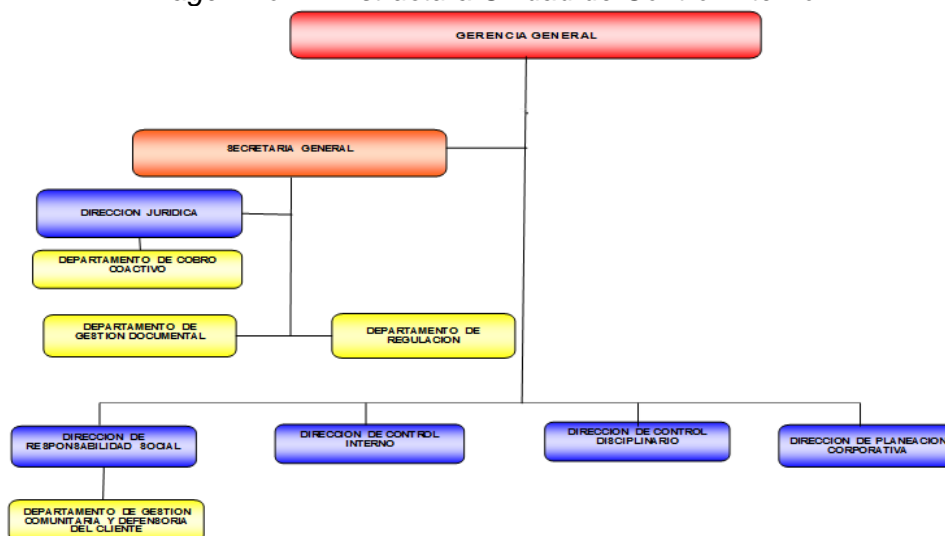 GERENCIA GENERAL
SECRETARIA GENERAL
DIRECCION JURIDICA
DEPARTAMENTO DE COBRO
COACTIVO
DEPARTAMENTO DE
GESTION DOCUMENTAL
DEPARTAMENTO DE
REGULACION
DIRECCION DE
RESPONSABILIDAD SOCIAL
DIRECCION DE CONTROL
INTERNO
DIRECCION DE CONTROL
DISCIPLINARIO
DIRECCION DE PLANEACION
CORPORATIVA
DEPARTAMENTO DE GESTION
COMUNITARIA Y DEFENSORIA
DEL CLIENTE